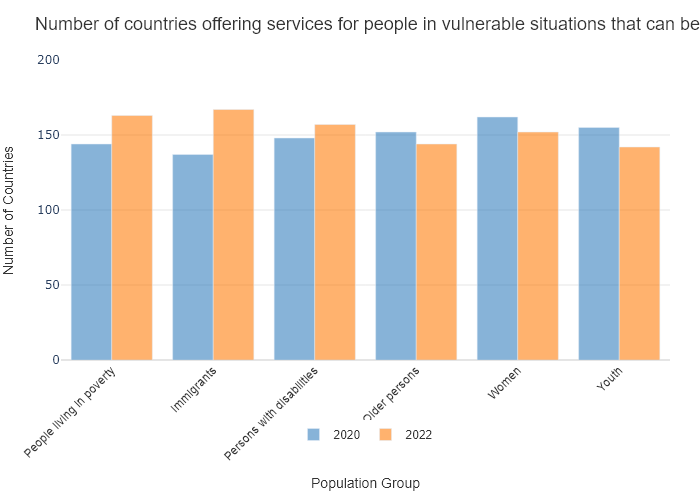 Number of countries offering services for people in vulnerable situations that can be
200
150
100
50
0
Number of Countries
People living in poverty
Immigrants
Persons with disabilities
Older persons
Women
Youth
2020
2022
Population Group